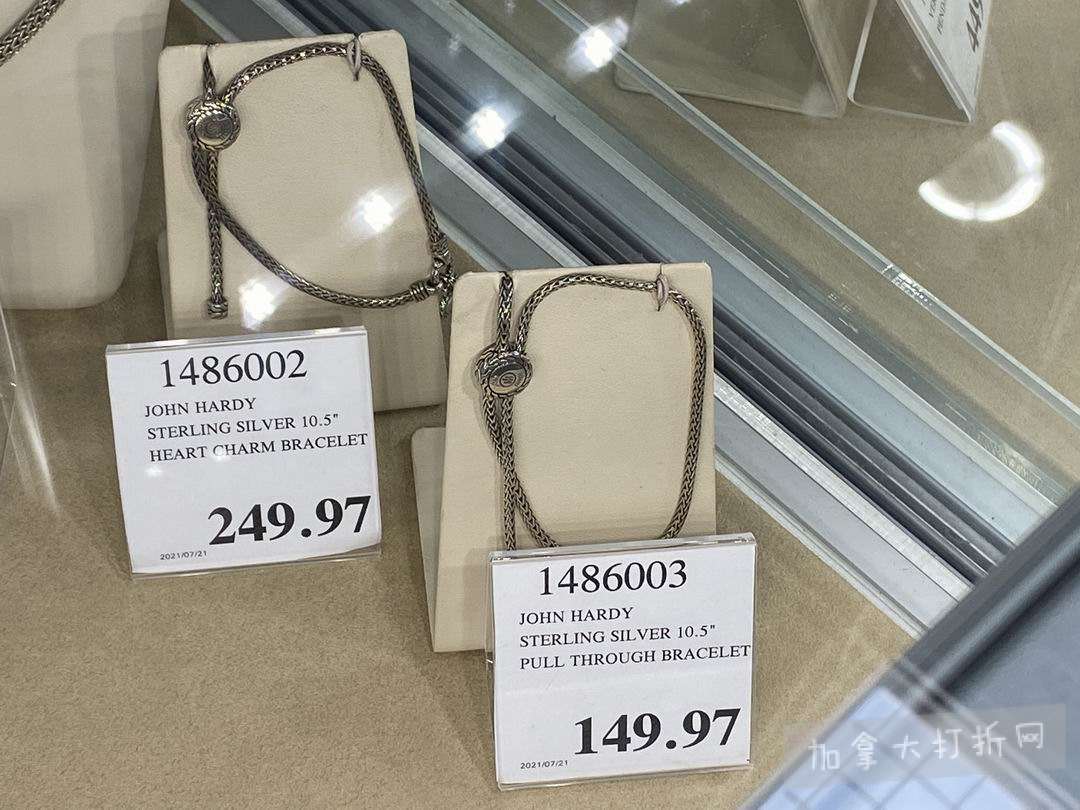 1486002
JOHN HARDY
STERLING SILVER 10.5"
HEART CHARM BRACELET
249.97
2021/07/21
1486003
JOHN HARDY
STERLING SILVER 10.5"
PULL THROUGH BRACELET
149.97
2021/07/21
加拿大打折网